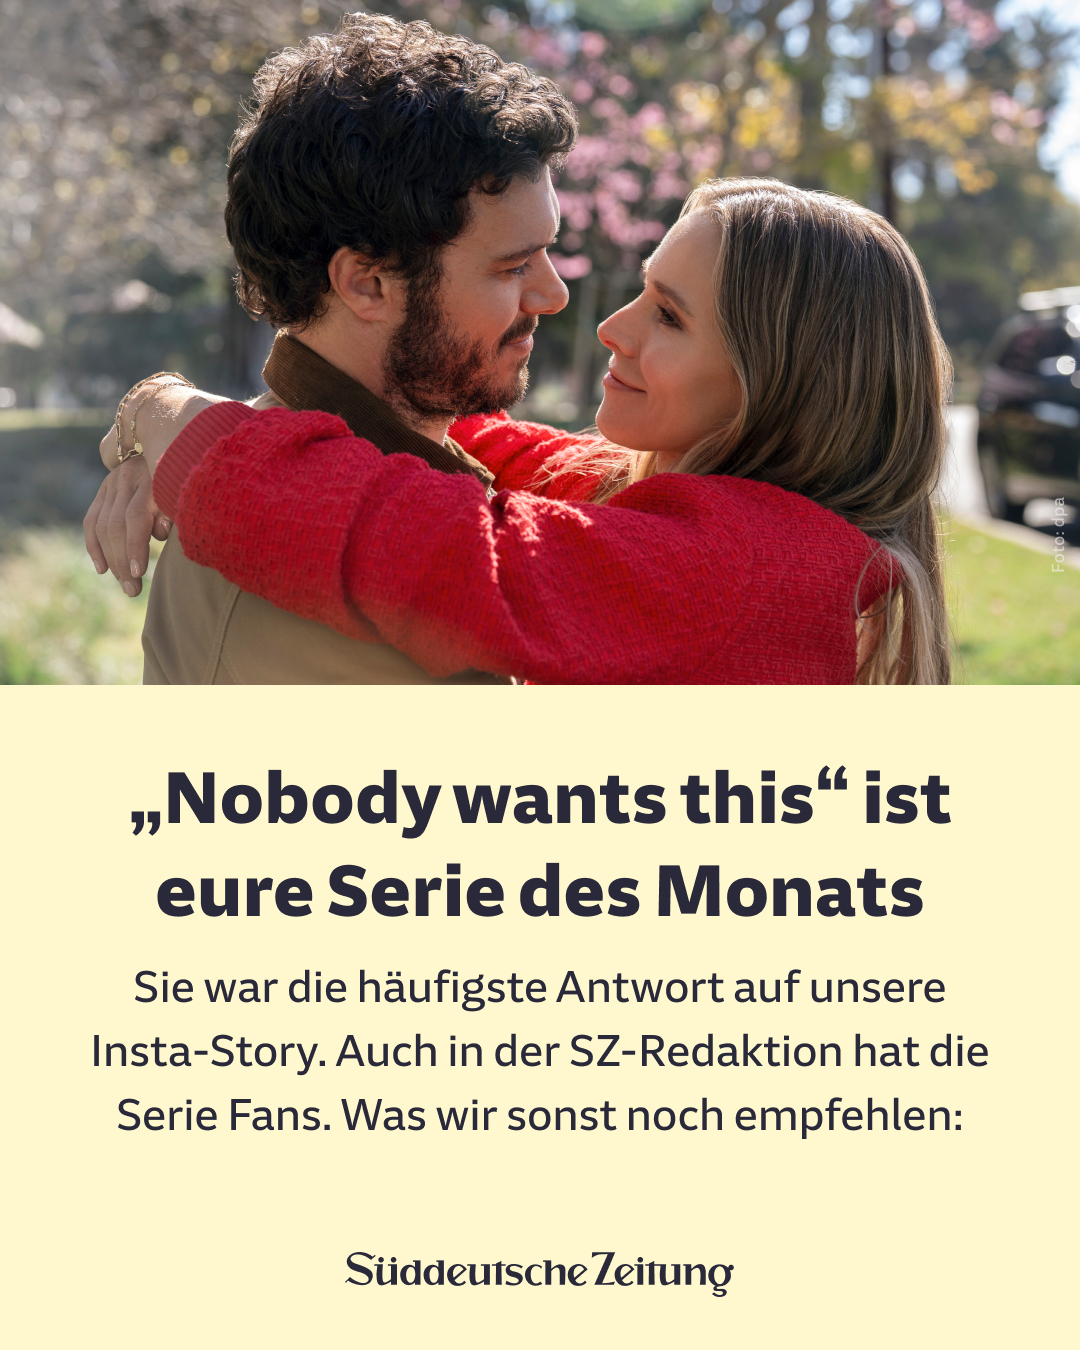 Foto: dpa
„Nobody wants this“ ist
eure Serie des Monats
Sie war die häufigste Antwort auf unsere
Insta-Story. Auch in der SZ-Redaktion hat die
Serie Fans. Was wir sonst noch empfehlen:
Süddeutsche Zeitung